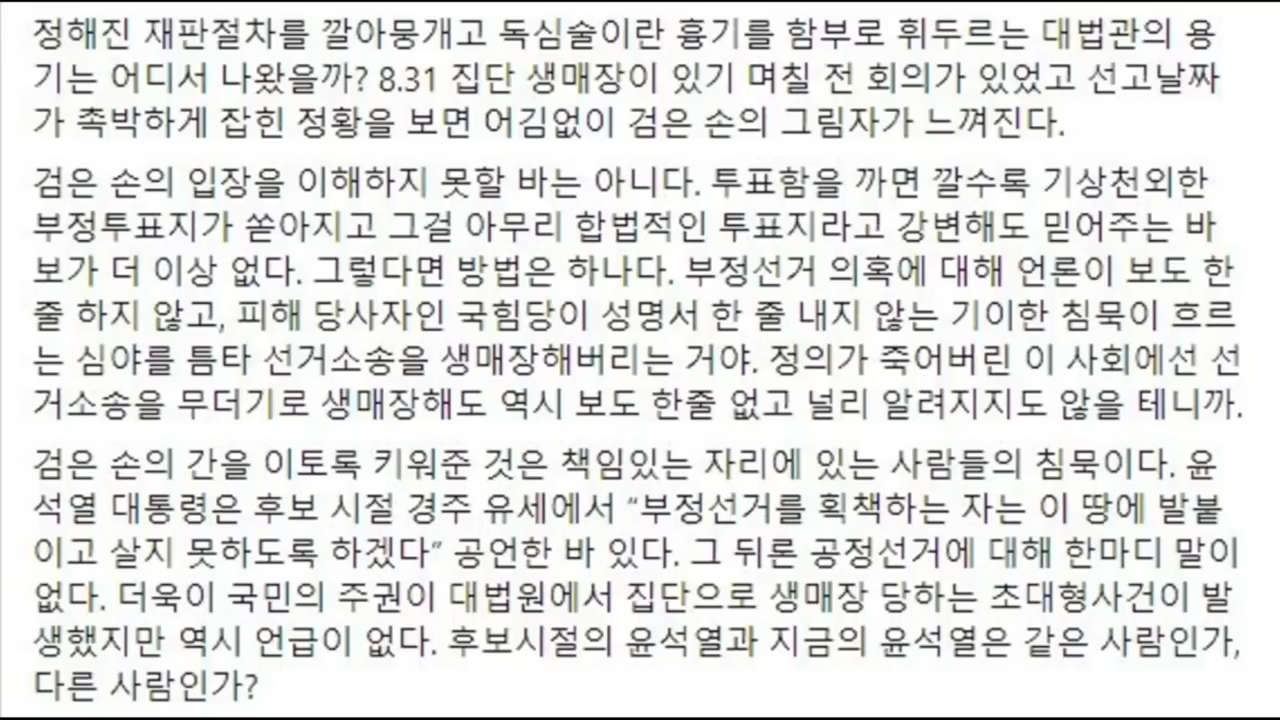 정해진 재판절차를 깔아뭉개고 독심술이란 흉기를 함부로 휘두르는 대법관의 용
기는 어디서 나왔을까? 8.31 집단 생매장이 있기 며칠 전 회의가 있었고 선고날짜
가 촉박하게 잡힌 정황을 보면 어김없이 검은 손의 그림자가 느껴진다.
검은 손의 입장을 이해하지 못할 바는 아니다. 투표함을 까면 깔수록 기상천외한
부정투표지가 쏟아지고 그걸 아무리 합법적인 투표지라고 강변해도 믿어주는 바
보가 더 이상 없다. 그렇다면 방법은 하나다. 부정선거 의혹에 대해 언론이 보도 한
줄 하지 않고, 피해 당사자인 국힘당이 성명서 한 줄 내지 않는 기이한 침묵이 흐르
는 심야를 틈타 선거소송을 생매장해버리는 거야. 정의가 죽어버린 이 사회에선 선
거소송을 무더기로 생매장해도 역시 보도 한줄 없고 널리 알려지지도 않을 테니까.
검은 손의 간을 이토록 키워준 것은 책임있는 자리에 있는 사람들의 침묵이다. 윤
석열 대통령은 후보 시절 경주 유세에서 “부정선거를 획책하는 자는 이 땅에 발붙
이고 살지 못하도록 하겠다” 공언한 바 있다. 그 뒤론 공정선거에 대해 한마디 말이
없다. 더욱이 국민의 주권이 대법원에서 집단으로 생매장 당하는 초대형사건이 발
생했지만 역시 언급이 없다. 후보시절의 윤석열과 지금의 윤석열은 같은 사람인가,
다른 사람인가?